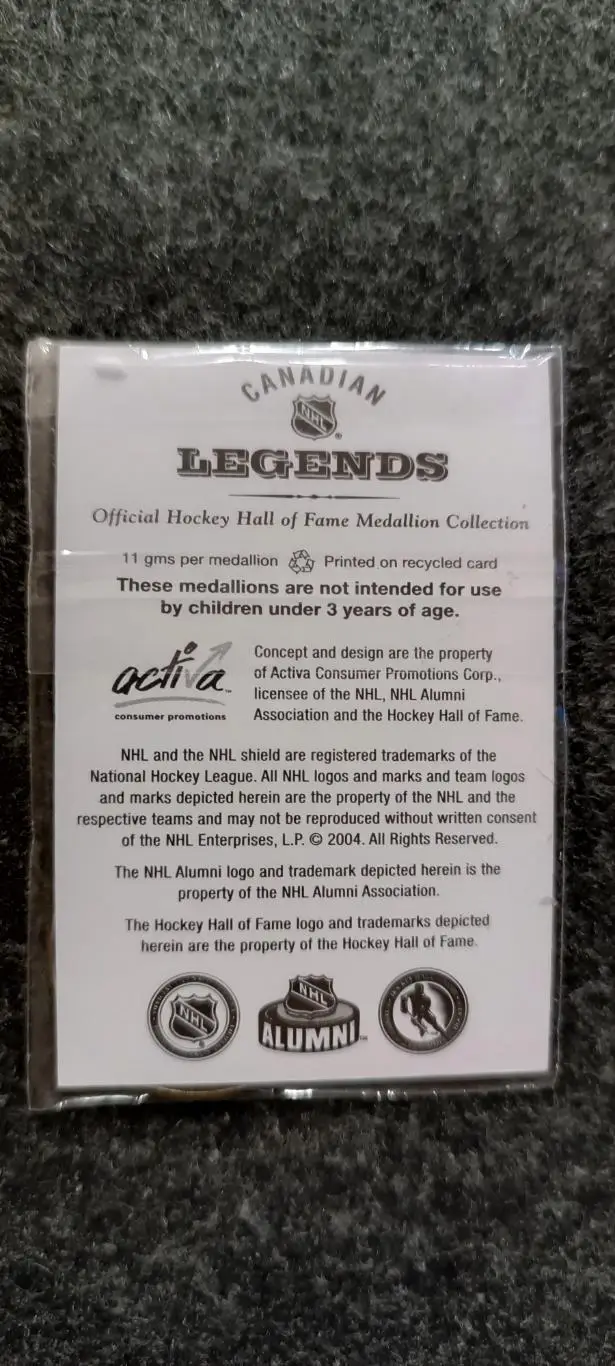 CANADIAN
NHL
LEGENDS
Official Hockey Hall of Fame Medallion Collection
11 gms per medallion Printed on recycled card
These medallions are not intended for use
by children under 3 years of age.
activa™
consumer promotions
Concept and design are the property
of Activa Consumer Promotions Corp.,
licensee of the NHL, NHL Alumni
Association and the Hockey Hall of Fame.
NHL and the NHL shield are registered trademarks of the
National Hockey League. All NHL logos and marks and team logos
and marks depicted herein are the property of the NHL and the
respective teams and may not be reproduced without written consent
of the NHL Enterprises, L.P. © 2004. All Rights Reserved.
The NHL Alumni logo and trademark depicted herein is the
property of the NHL Alumni Association.
The Hockey Hall of Fame logo and trademarks depicted
herein are the property of the Hockey Hall of Fame.
NHL
NHL
ALUMNI™